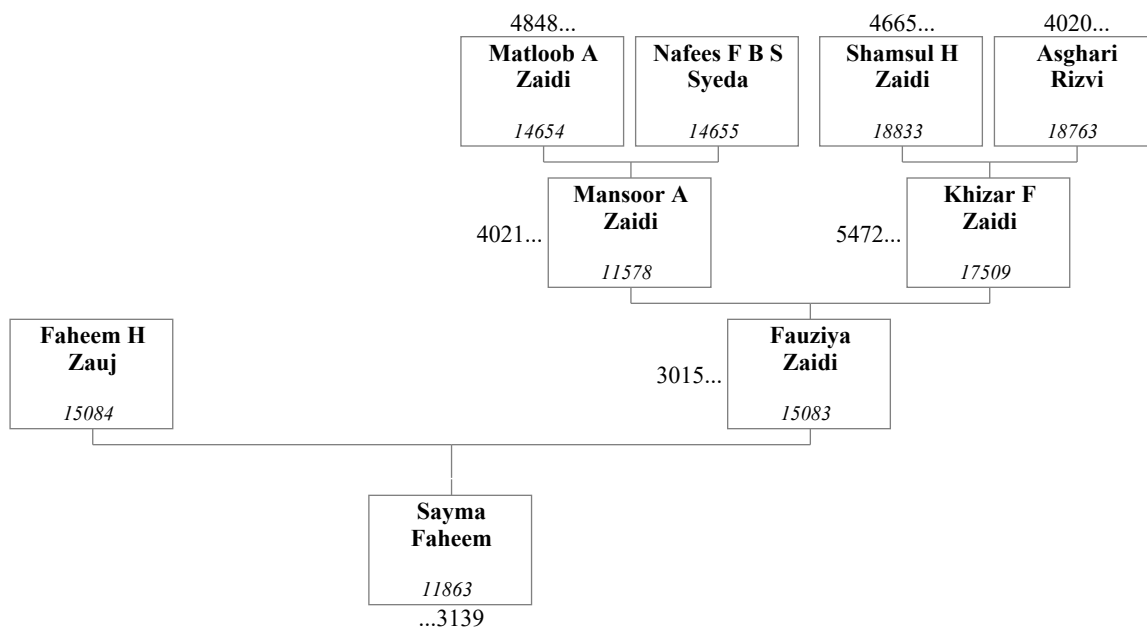 4848...
4665...
4020...
Matloob A
Zaidi
14654
Nafees F B S
Syeda
14655
Shamsul H
Zaidi
18833
Asghari
Rizvi
18763
4021...
Mansoor A
Zaidi
11578
5472...
Khizar F
Zaidi
17509
Faheem H
Zauj
15084
3015...
Fauziya
Zaidi
15083
Sayma
Faheem
11863
...3139